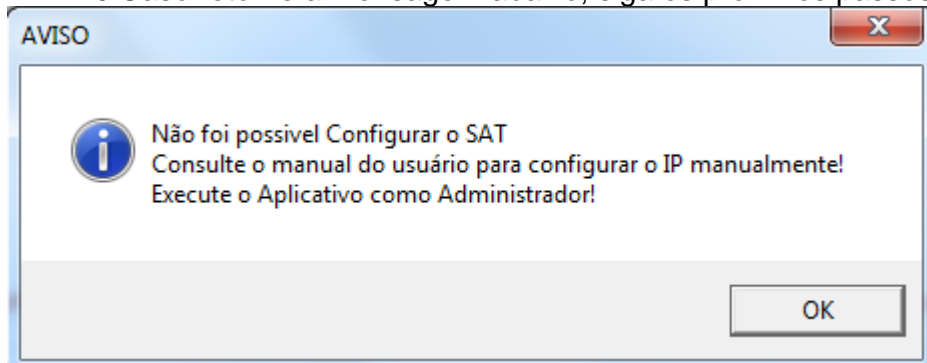 AVISO
Não foi possivel Configurar o SAT
Consulte o manual do usuário para configurar o IP manualmente!
Execute o Aplicativo como Administrador!
OK